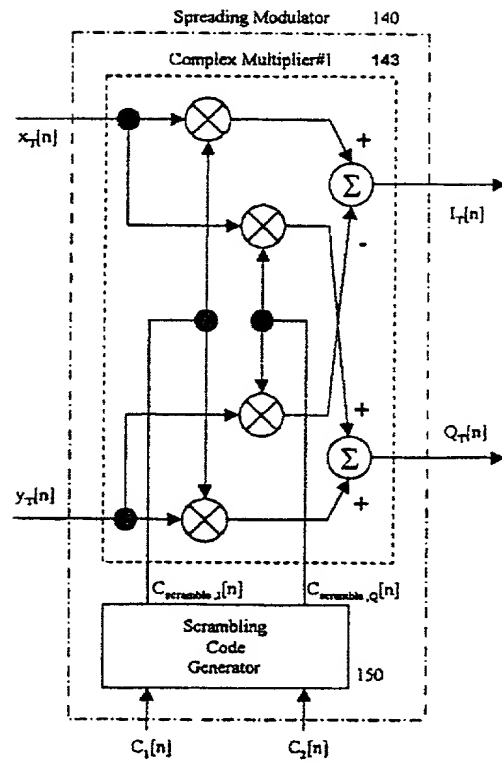 Spreading Modulator 140
Complex Multiplier#1 143
x_T[n]
+
Σ
I_T[n]
-
+
Q_T[n]
Σ
y_T[n]
+
C_scramble,I[n] C_scramble,Q[n]
Scrambling
Code
Generator
150
C_1[n] C_2[n]